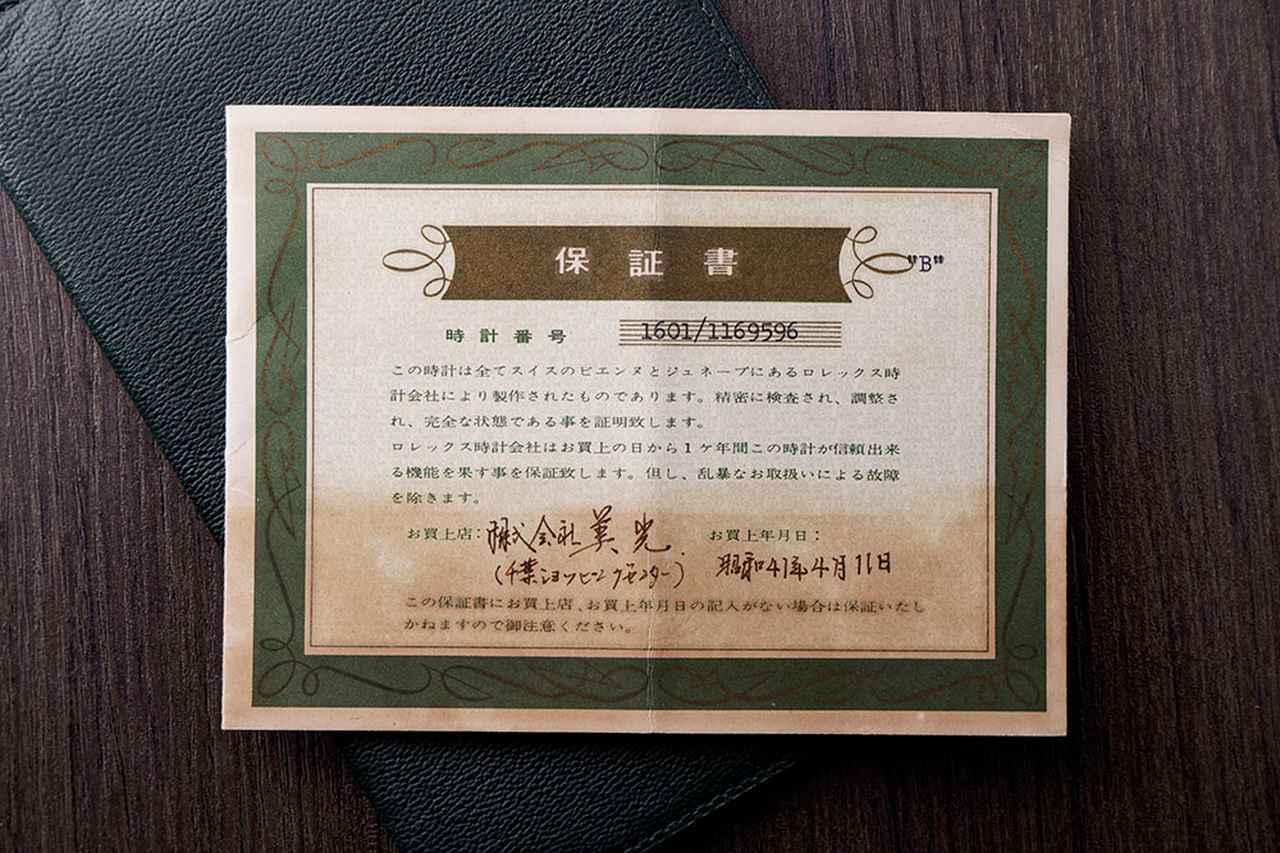 保証書 "B"
時計番号 1601/1169596
この時計は全てスイスのビエンヌとジュネーブにあるロレックス時
計会社により製作されたものであります。精密に検査され、調整さ
れ、完全な状態である事を証明致します。
ロレックス時計会社はお買上の日から1ケ年間この時計が信頼出来
る機能を果す事を保証致します。但し、乱暴なお取扱いによる故障
を除きます。
お買上店：株式会社美光 お買上年月日：
(千葉ショッピングセンター) 昭和41年4月11日
この保証書にお買上店、お買上年月日の記入がない場合は保証いたし
かねますので御注意ください。